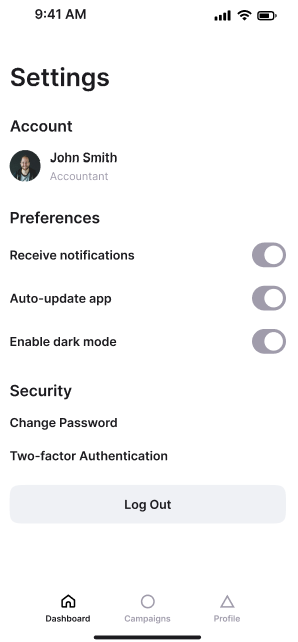 9:41 AM
Settings
Account
John Smith
Accountant
Preferences
Receive notifications
Auto-update app
Enable dark mode
Security
Change Password
Two-factor Authentication
Log Out
Dashboard
Campaigns
Profile